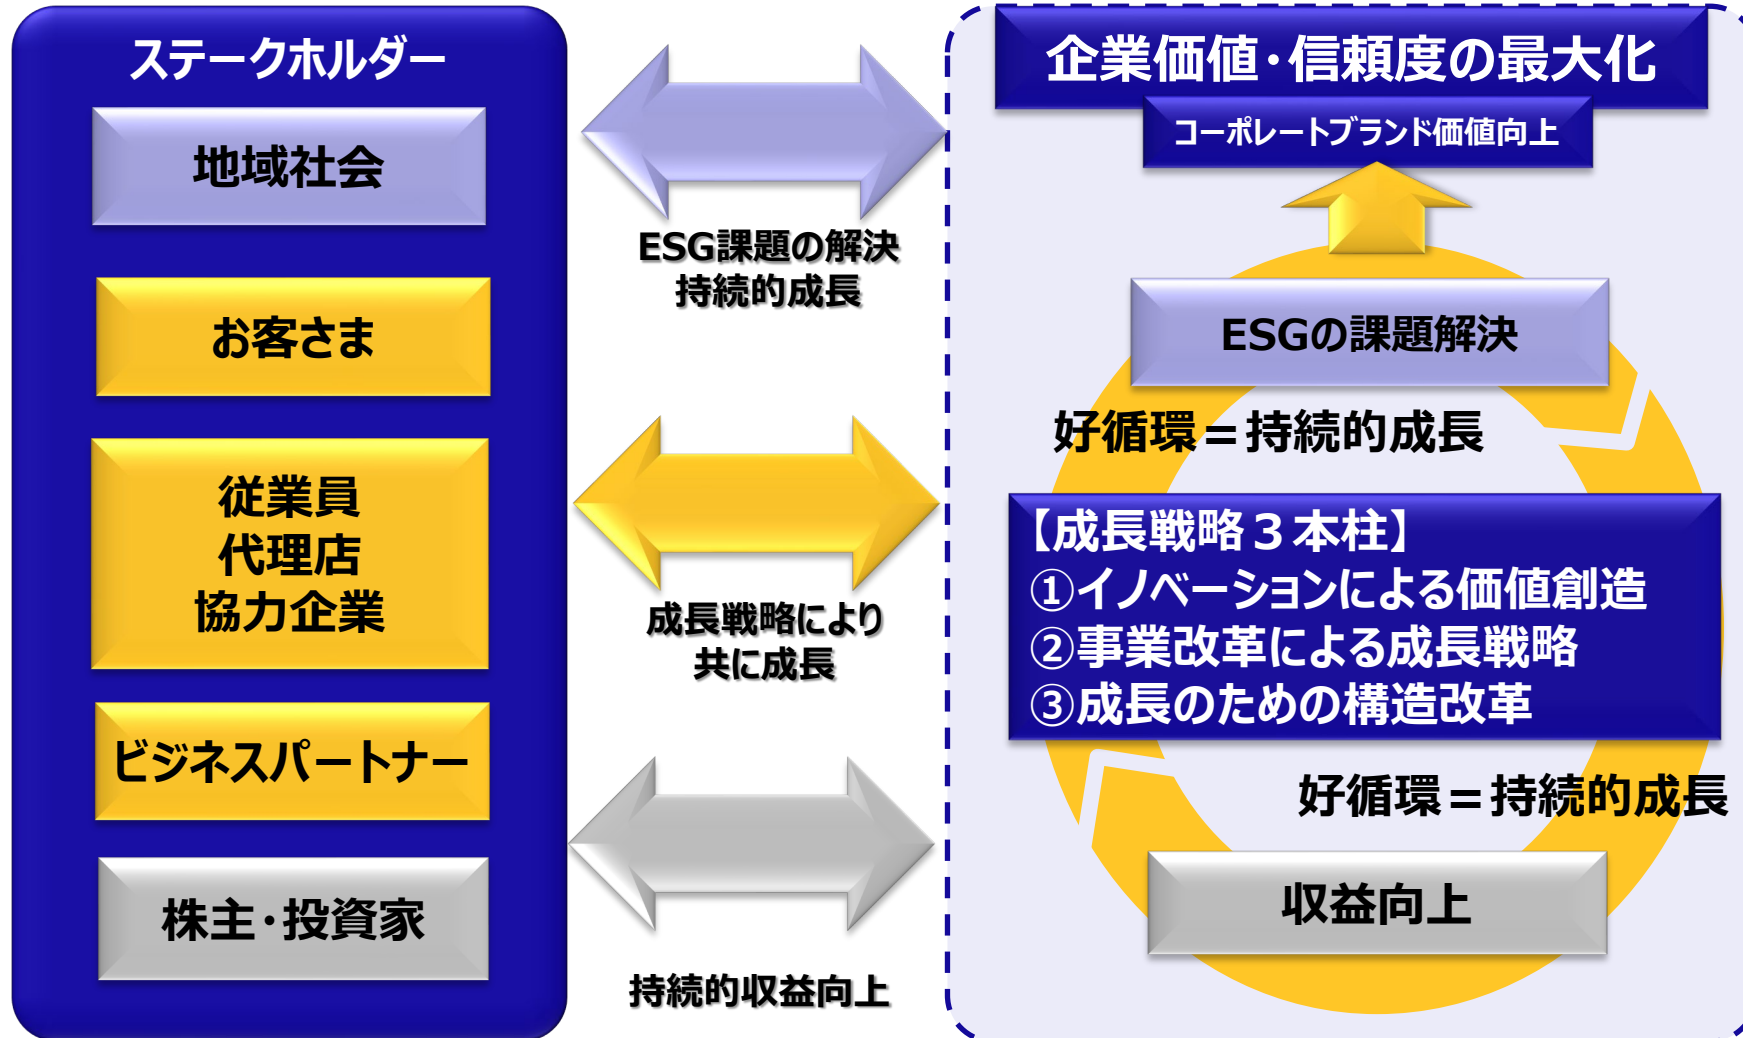 ステークホルダー
地域社会
お客さま
従業員
代理店
協力企業
ビジネスパートナー
株主・投資家
ESG課題の解決
持続的成長
成長戦略により
共に成長
持続的収益向上
企業価値・信頼度の最大化
コーポレートブランド価値向上
ESGの課題解決
好循環＝持続的成長
【成長戦略３本柱】
①イノベーションによる価値創造
②事業改革による成長戦略
③成長のための構造改革
好循環＝持続的成長
収益向上